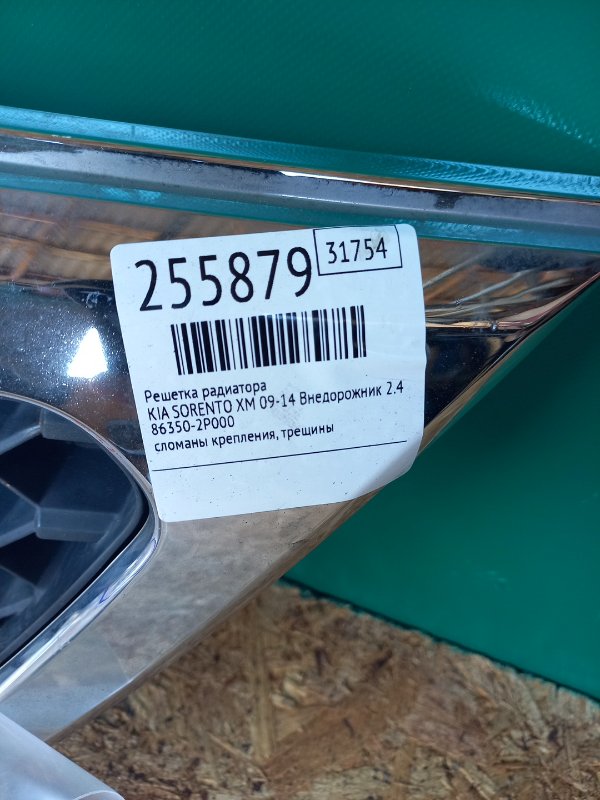 255879
31754
Решетка радиатора
KIA SORENTO XM 09-14 Внедорожник 2.4
86350-2P000
сломаны крепления, трещины